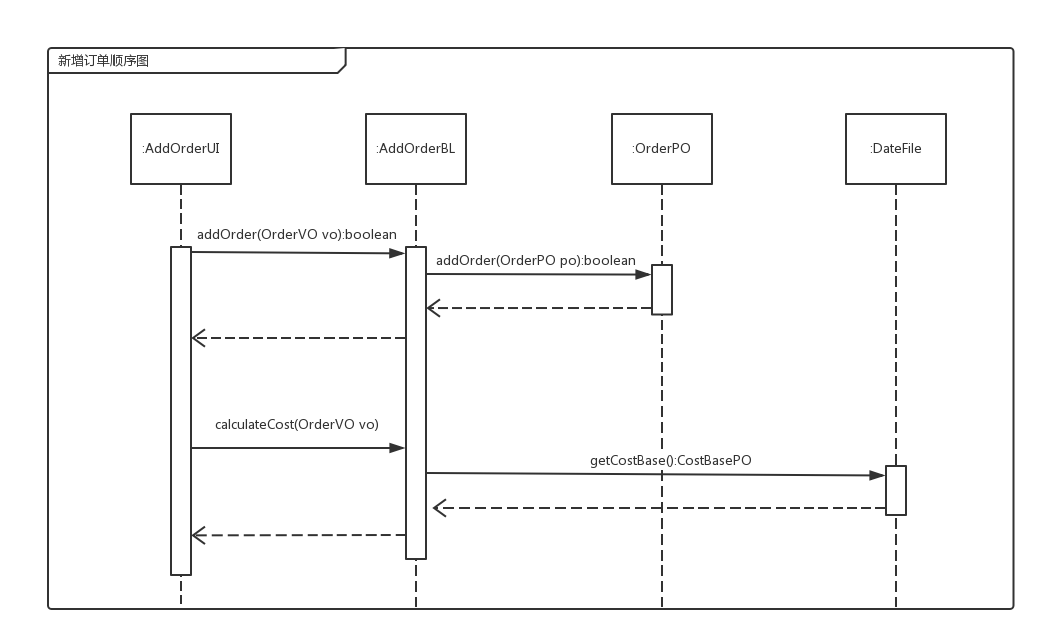 新增订单顺序图
:AddOrderUI
:AddOrderBL
:OrderPO
:DateFile
addOrder(OrderVO vo):boolean
addOrder(OrderPO po):boolean
calculateCost(OrderVO vo)
getCostBase():CostBasePO